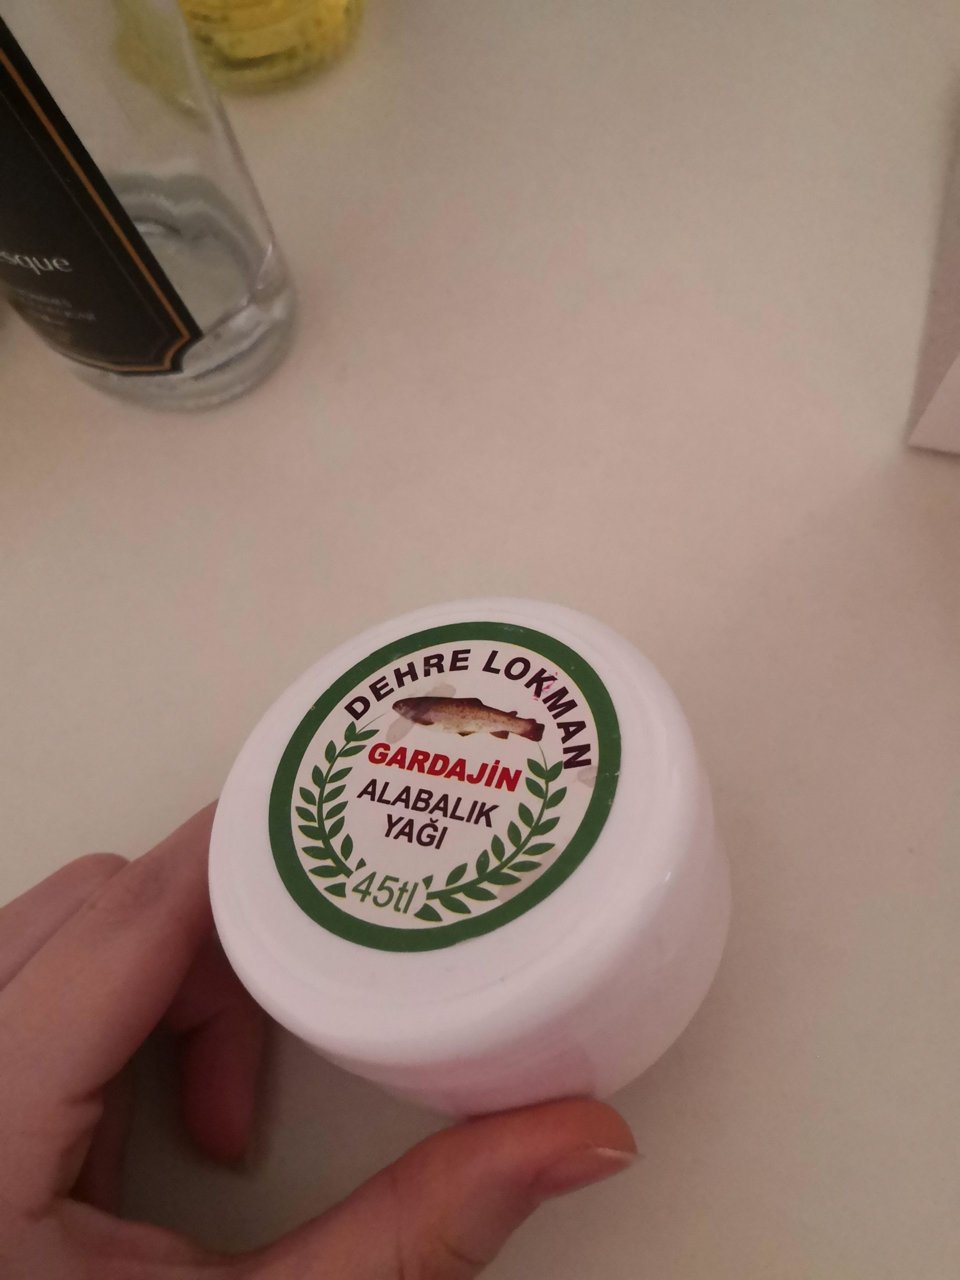 DEHRE LOKMAN
GARDAJİN
ALABALIK
YAĞI
45tl
sque